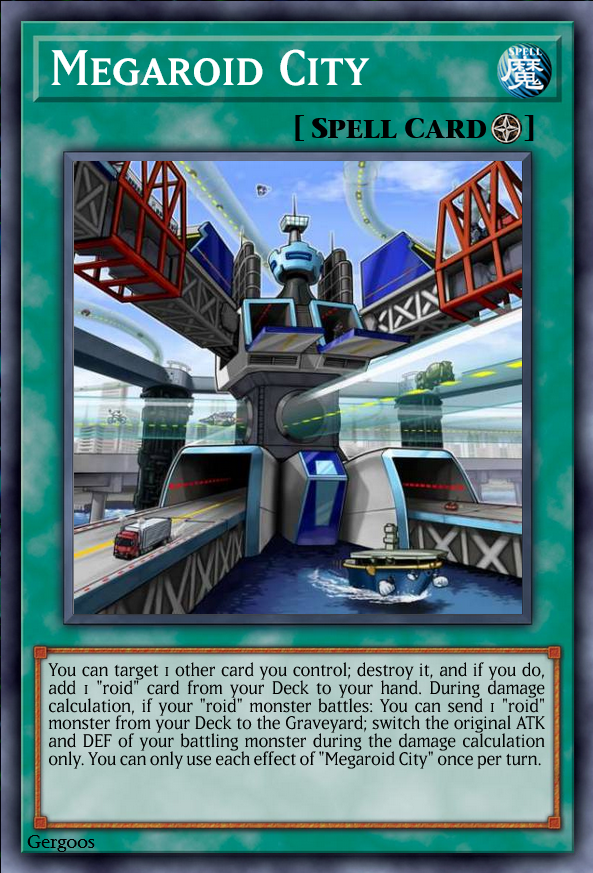 Megaroid City
SPELL
魔
[ Spell Card ]
You can target 1 other card you control; destroy it, and if you do,
add 1 "roid" card from your Deck to your hand. During damage
calculation, if your "roid" monster battles: You can send 1 "roid"
monster from your Deck to the Graveyard; switch the original ATK
and DEF of your battling monster during the damage calculation
only. You can only use each effect of "Megaroid City" once per turn.
Gergoos